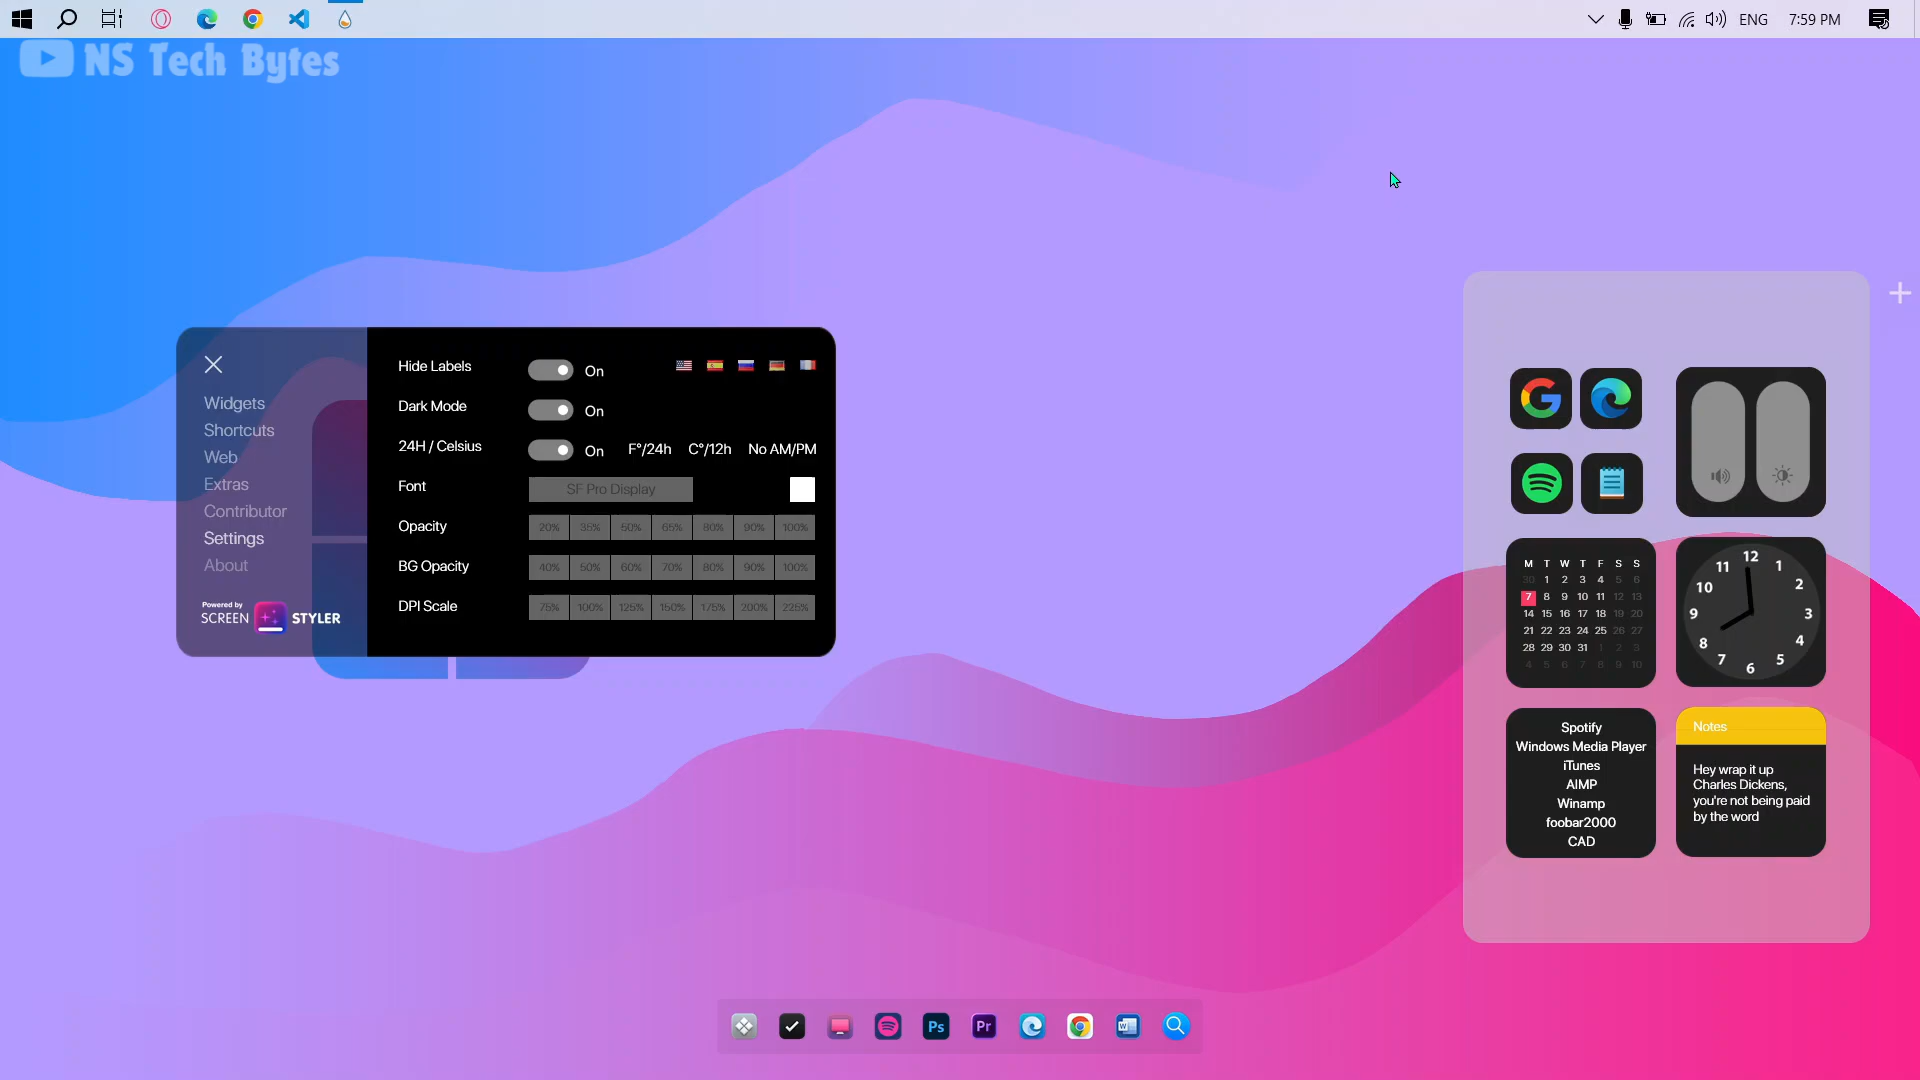 ENG 7:59 PM
NS Tech Bytes
Widgets
Shortcuts
Web
Extras
Contributor
Settings
About
Powered by
SCREEN STYLER
Hide Labels On
Dark Mode On
24H / Celsius On F°/24h C°/12h No AM/PM
Font SF Pro Display
Opacity 20% 35% 50% 65% 80% 90% 100%
BG Opacity 40% 50% 60% 70% 80% 90% 100%
DPI Scale 75% 100% 125% 150% 175% 200% 225%
M T W T F S S
30 1 2 3 4 5 6
7 8 9 10 11 12 13
14 15 16 17 18 19 20
21 22 23 24 25 26 27
28 29 30 31 1 2 3
4 5 6 7 8 9 10
12 1 2 3 4 5 6 7 8 9 10 11
Spotify
Windows Media Player
iTunes
AIMP
Winamp
foobar2000
CAD
Notes
Hey wrap it up
Charles Dickens,
you're not being paid
by the word
Ps Pr W